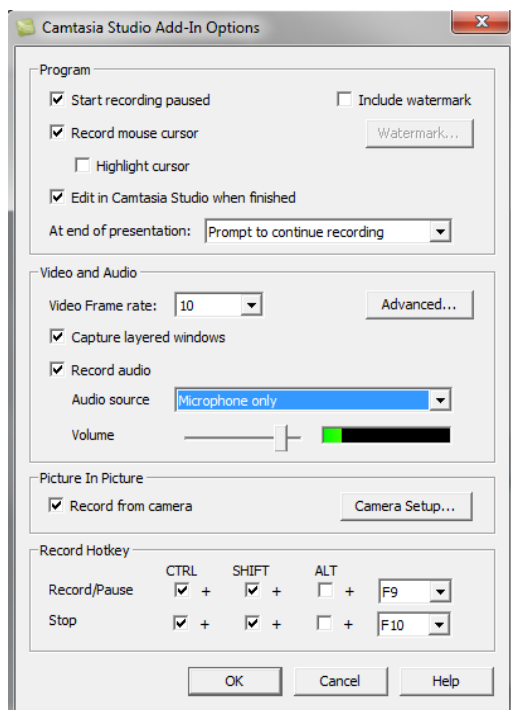 Camtasia Studio Add-In Options
Program
Start recording paused
Include watermark
Record mouse cursor
Watermark...
Highlight cursor
Edit in Camtasia Studio when finished
At end of presentation: Prompt to continue recording
Video and Audio
Video Frame rate: 10
Advanced...
Capture layered windows
Record audio
Audio source Microphone only
Volume
Picture In Picture
Record from camera
Camera Setup...
Record Hotkey
CTRL SHIFT ALT
Record/Pause + + + F9
Stop + + + F10
OK Cancel Help